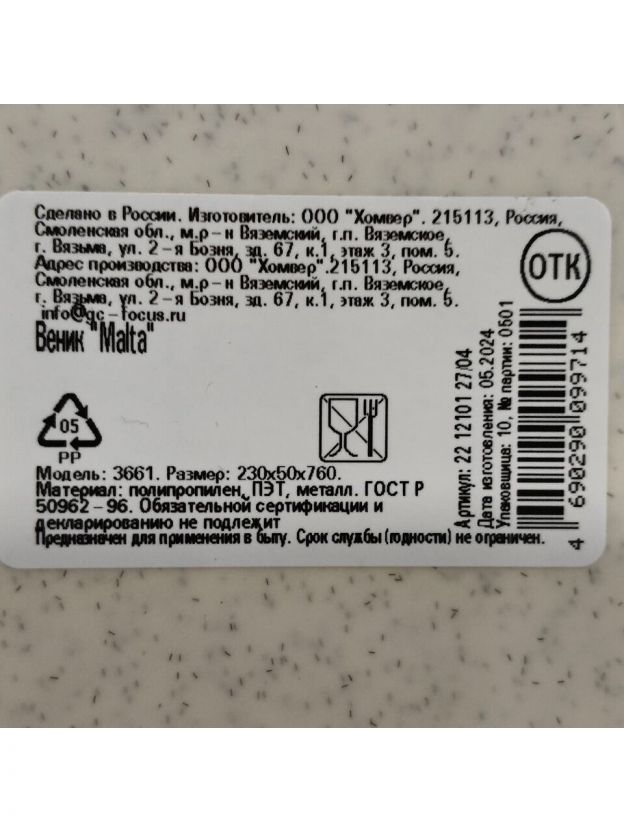 Сделано в России. Изготовитель: ООО "Хомвер". 215113, Россия,
Смоленская обл., м.р-н Вяземский, г.п. Вяземское,
г. Вязьма, ул. 2-я Бозня, зд. 67, к.1, этаж 3, пом. 5.
Адрес производства: ООО "Хомвер".215113, Россия,
Смоленская обл., м.р-н Вяземский, г.п. Вяземское,
г. Вязьма, ул. 2-я Бозня, зд. 67, к.1, этаж 3, пом. 5.
info@gc-focus.ru
Веник "Malta"
ОТК
05
PP
Модель: 3661. Размер: 230x50x760.
Материал: полипропилен, ПЭТ, металл. ГОСТ Р
50962-96. Обязательной сертификации и
декларированию не подлежит
Предназначен для применения в быту. Срок службы (годности) не ограничен.
Артикул: 22 12101 27/04
Дата изготовления: 05.2024
Упаковщица: 10, № партии: 0501
4 690290 099714